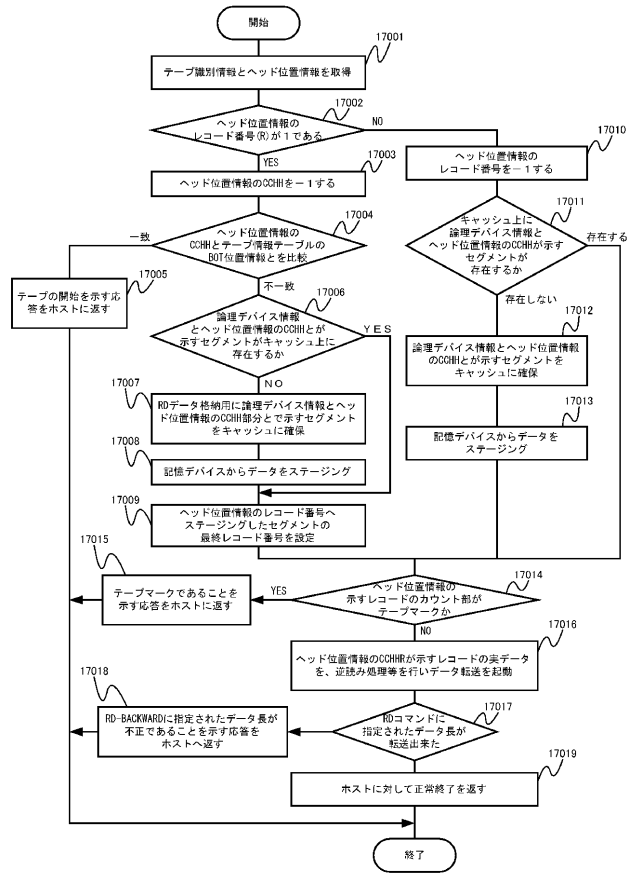 開始
17001
テープ識別情報とヘッド位置情報を取得
17002
ヘッド位置情報の
レコード番号(R)が1である
NO
YES
17003
ヘッド位置情報のCCHHを−1する
17010
ヘッド位置情報の
レコード番号を−1する
17004
ヘッド位置情報の
CCHHとテープ情報テーブルの
BOT位置情報とを比較
一致
不一致
17005
テープの開始を示す応
答をホストに返す
17011
キャッシュ上に
論理デバイス情報と
ヘッド位置情報のCCHHが示す
セグメントが
存在するか
存在する
存在しない
17006
論理デバイス情報
とヘッド位置情報のCCHHとが
示すセグメントがキャッシュ上に
存在するか
YES
NO
17012
論理デバイス情報とヘッド位置情報
のCCHHとが示すセグメントを
キャッシュに確保
17007
RDデータ格納用に論理デバイス情報とヘッ
ド位置情報のCCHH部分とで示すセグメント
をキャッシュに確保
17013
記憶デバイスからデータを
ステージング
17008
記憶デバイスからデータをステージング
17009
ヘッド位置情報のレコード番号へ
ステージングしたセグメントの
最終レコード番号を設定
17014
ヘッド位置情報の
示すレコードのカウント部が
テープマークか
YES
NO
17015
テープマークであることを
示す応答をホストに返す
17016
ヘッド位置情報のCCHHRが示すレコードの実データ
を、逆読み処理等を行いデータ転送を起動
17017
RDコマンドに
指定されたデータ長が
転送出来た
17018
RD-BACKWARDに指定されたデータ長が
不正であることを示す応答を
ホストへ返す
17019
ホストに対して正常終了を返す
終了